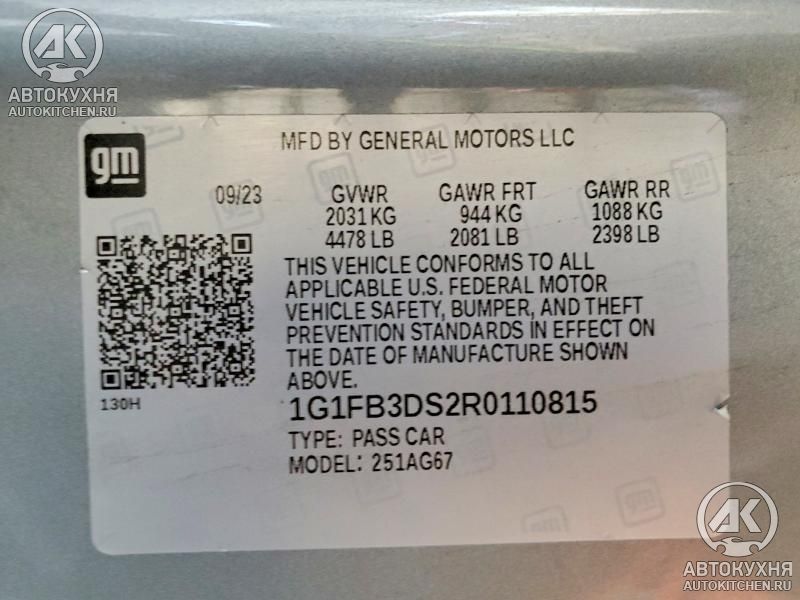 АВТОКУХНЯ
AUTOKITCHEN.RU
gm
MFD BY GENERAL MOTORS LLC
09/23 GVWR GAWR FRT GAWR RR
2031 KG 944 KG 1088 KG
4478 LB 2081 LB 2398 LB
THIS VEHICLE CONFORMS TO ALL
APPLICABLE U.S. FEDERAL MOTOR
VEHICLE SAFETY, BUMPER, AND THEFT
PREVENTION STANDARDS IN EFFECT ON
THE DATE OF MANUFACTURE SHOWN
ABOVE.
130H
1G1FB3DS2R0110815
TYPE: PASS CAR
MODEL: 251AG67
АВТОКУХНЯ
AUTOKITCHEN.RU